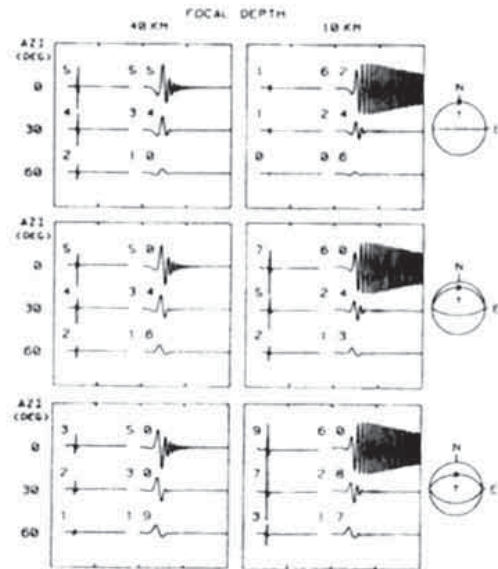 FOCAL DEPTH
40 KM 10 KM
AZI
(DEG)
5 5 5 1 6 7
0 N
4 3 4 1 2 4 T
30 E
2 1 0 0 0 6
60
AZI
(DEG)
5 5 0 7 6 0
0 N
4 3 4 5 2 4 T
30 E
2 1 6 2 1 3
60
AZI
(DEG)
3 5 0 9 6 0
0 N
2 3 0 7 2 8 T
30 E
1 1 9 3 1 7
60